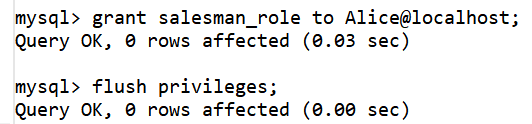 mysql> grant salesman_role to Alice@localhost;
Query OK, 0 rows affected (0.03 sec)
mysql> flush privileges;
Query OK, 0 rows affected (0.00 sec)